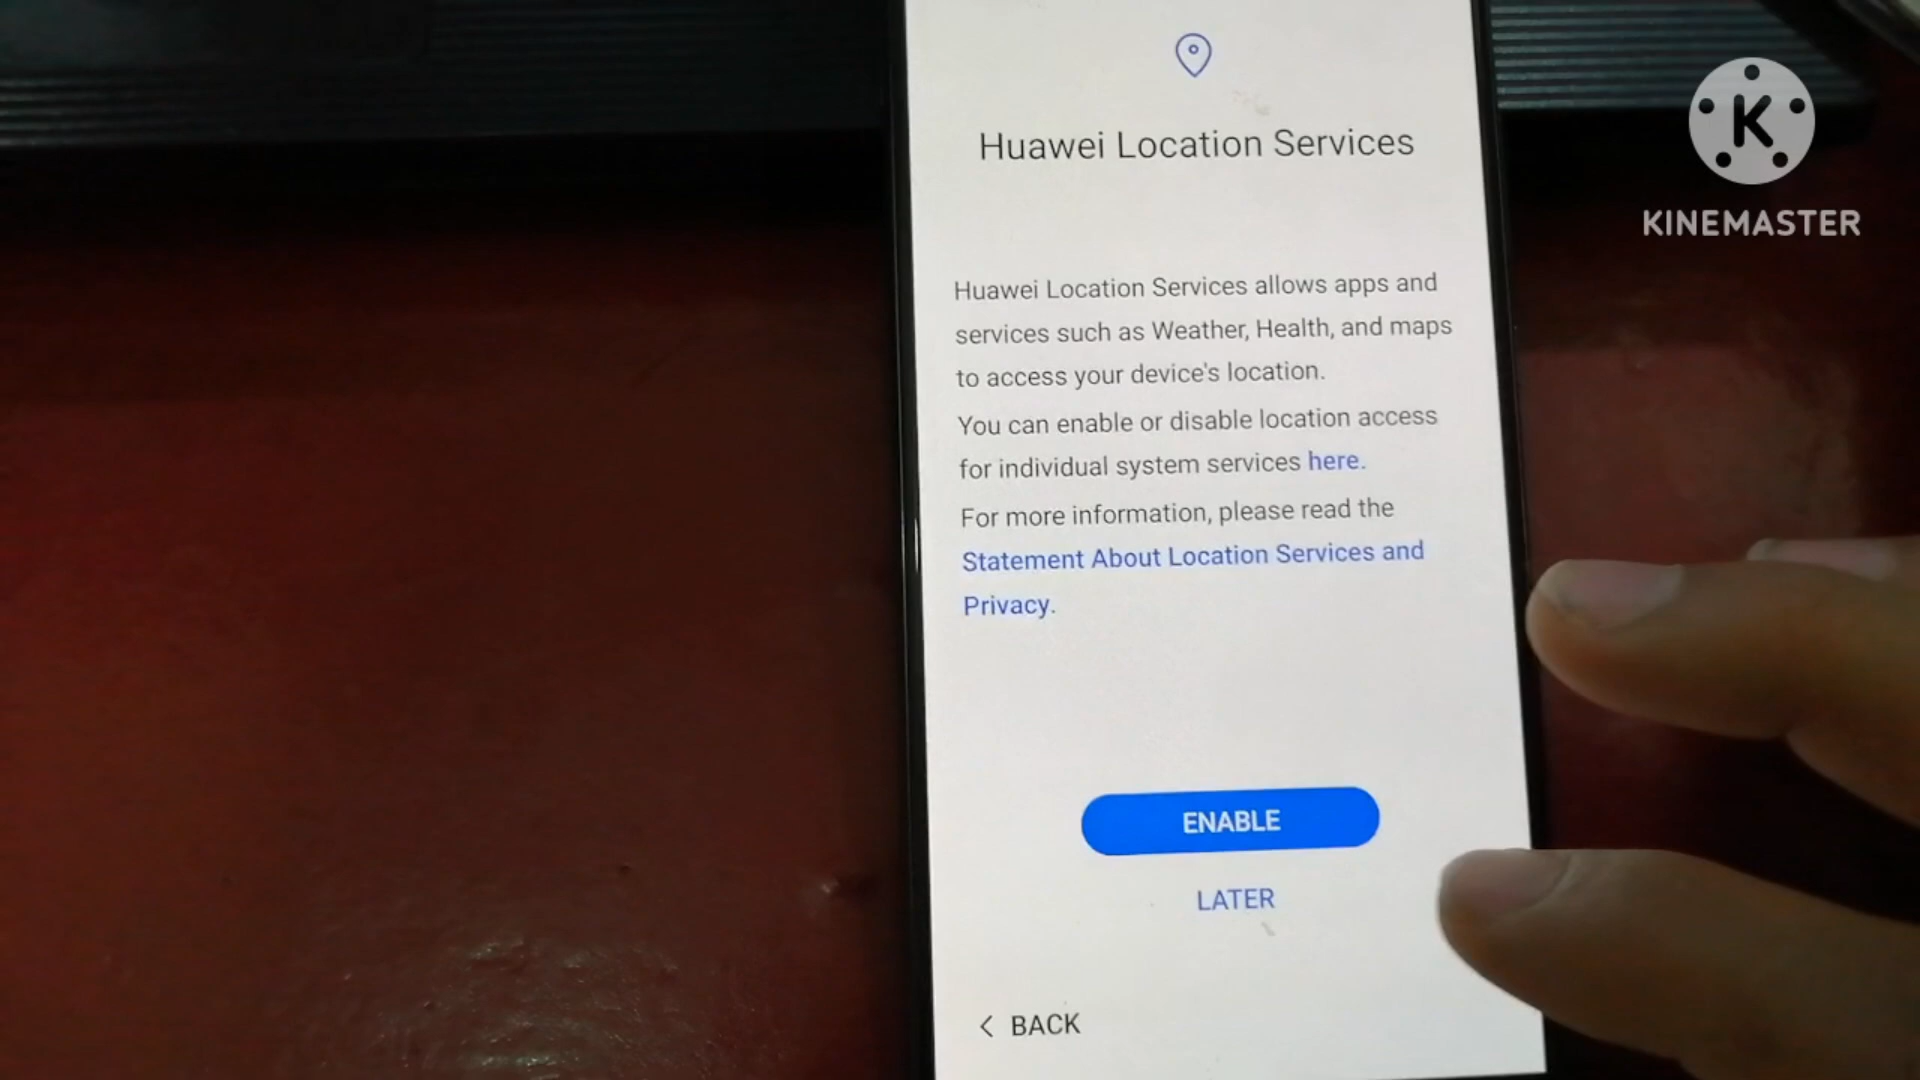 Huawei Location Services
Huawei Location Services allows apps and
services such as Weather, Health, and maps
to access your device's location.
You can enable or disable location access
for individual system services here.
For more information, please read the
Statement About Location Services and
Privacy.
ENABLE
LATER
< BACK
K
KINEMASTER